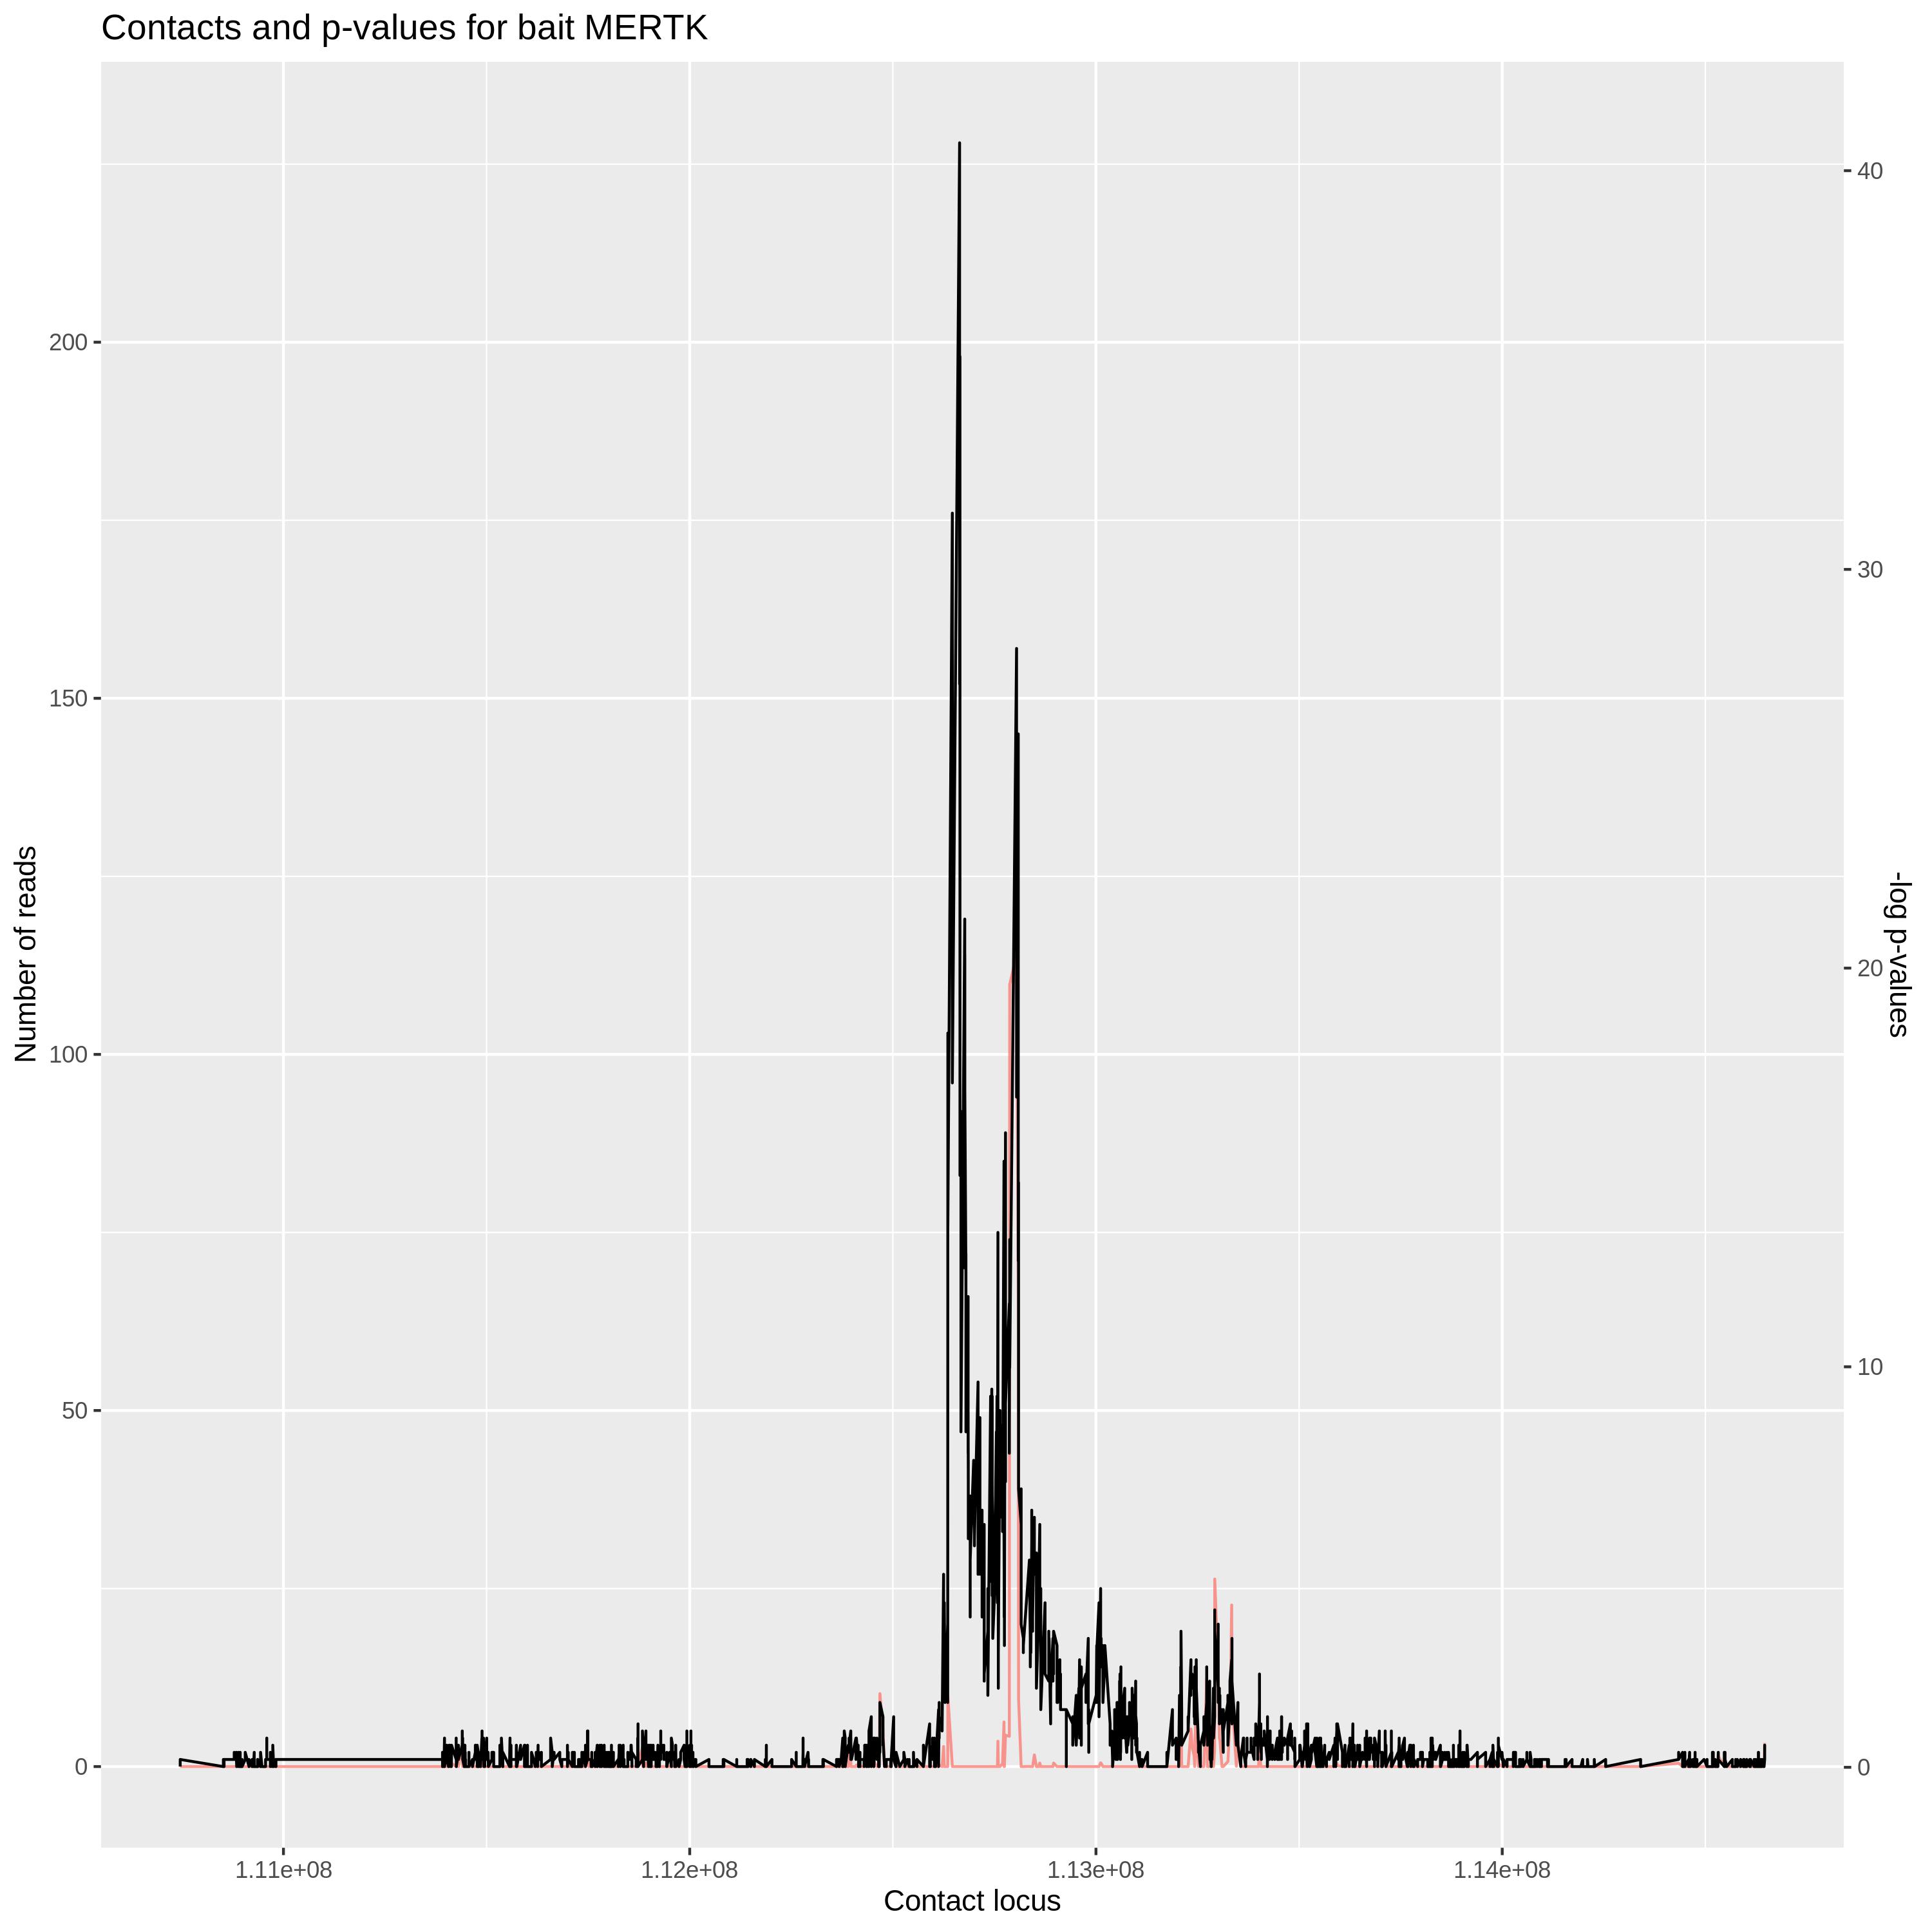 Contacts and p-values for bait MERTK
Number of reads
200
150
100
50
0
40
30
20
10
0
-log p-values
1.11e+08
1.12e+08
1.13e+08
1.14e+08
Contact locus